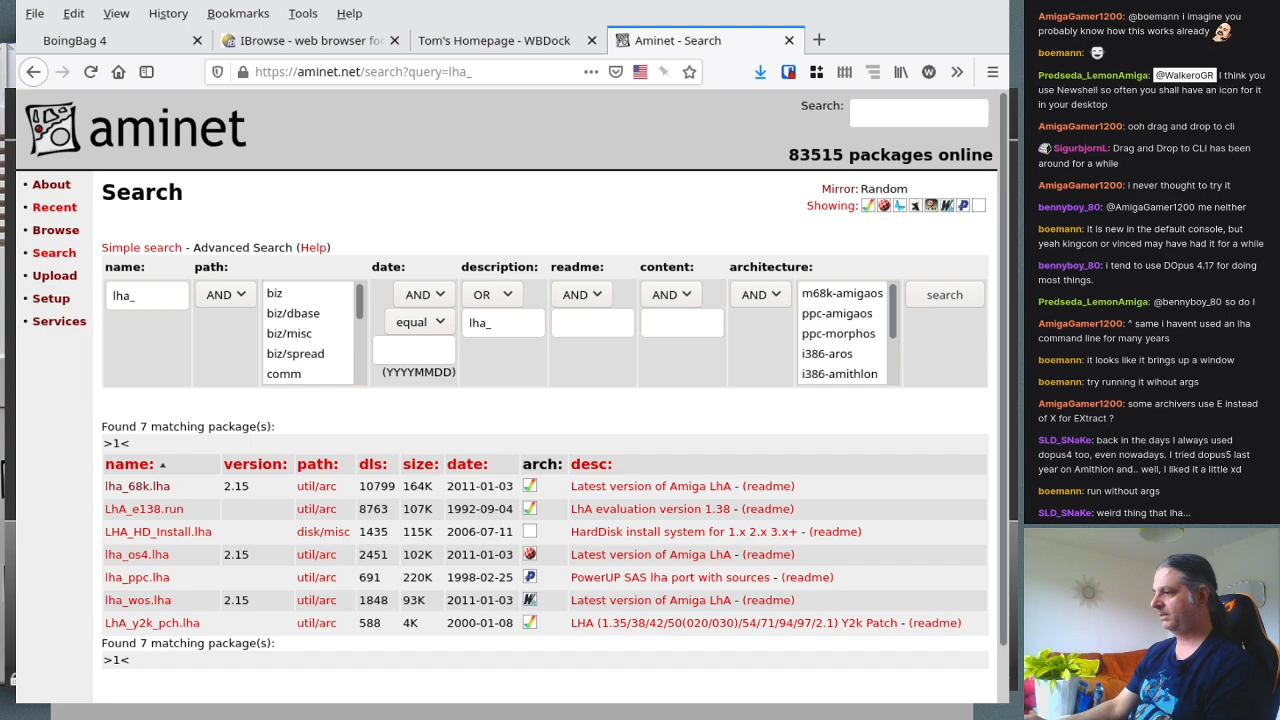 File Edit View History Bookmarks Tools Help
BoingBag 4
IBrowse - web browser for
Tom's Homepage - WBDock
Aminet - Search
https://aminet.net/search?query=lha_
aminet
Search:
83515 packages online
About
Recent
Browse
Search
Upload
Setup
Services
Search
Mirror: Random
Showing:
Simple search - Advanced Search (Help)
name: path: date: description: readme: content: architecture:
lha_ AND AND OR AND AND AND search
biz
biz/dbase
biz/misc
biz/spread
comm
equal
(YYYYMMDD)
lha_
m68k-amigaos
ppc-amigaos
ppc-morphos
i386-aros
i386-amithlon
Found 7 matching package(s):
>1<
name: version: path: dls: size: date: arch: desc:
lha_68k.lha 2.15 util/arc 10799 164K 2011-01-03 Latest version of Amiga LhA - (readme)
LhA_e138.run util/arc 8763 107K 1992-09-04 LhA evaluation version 1.38 - (readme)
LHA_HD_Install.lha disk/misc 1435 115K 2006-07-11 HardDisk install system for 1.x 2.x 3.x+ - (readme)
lha_os4.lha 2.15 util/arc 2451 102K 2011-01-03 Latest version of Amiga LhA - (readme)
lha_ppc.lha util/arc 691 220K 1998-02-25 PowerUP SAS lha port with sources - (readme)
lha_wos.lha 2.15 util/arc 1848 93K 2011-01-03 Latest version of Amiga LhA - (readme)
LhA_y2k_pch.lha util/arc 588 4K 2000-01-08 LHA (1.35/38/42/50(020/030)/54/71/94/97/2.1) Y2k Patch - (readme)
Found 7 matching package(s):
>1<
AmigaGamer1200: @boemann i imagine you
probably know how this works already
boemann:
Predseda_LemonAmiga: @WalkeroGR I think you
use Newshell so often you shall have an icon for it
in your desktop
AmigaGamer1200: ooh drag and drop to cli
SigurbjornL: Drag and Drop to CLI has been
around for a while
AmigaGamer1200: i never thought to try it
bennyboy_80: @AmigaGamer1200 me neither
boemann: it is new in the default console, but
yeah kingcon or vinced may have had it for a while
bennyboy_80: i tend to use DOpus 4.17 for doing
most things.
Predseda_LemonAmiga: @bennyboy_80 so do I
AmigaGamer1200: ^ same i havent used an lha
command line for many years
boemann: it looks like it brings up a window
boemann: try running it wihout args
AmigaGamer1200: some archivers use E instead
of X for EXtract ?
SLD_SNaKe: back in the days I always used
dopus4 too, even nowadays. I tried dopus5 last
year on Amithlon and.. well, I liked it a little xd
boemann: run without args
SLD_SNaKe: weird thing that lha...